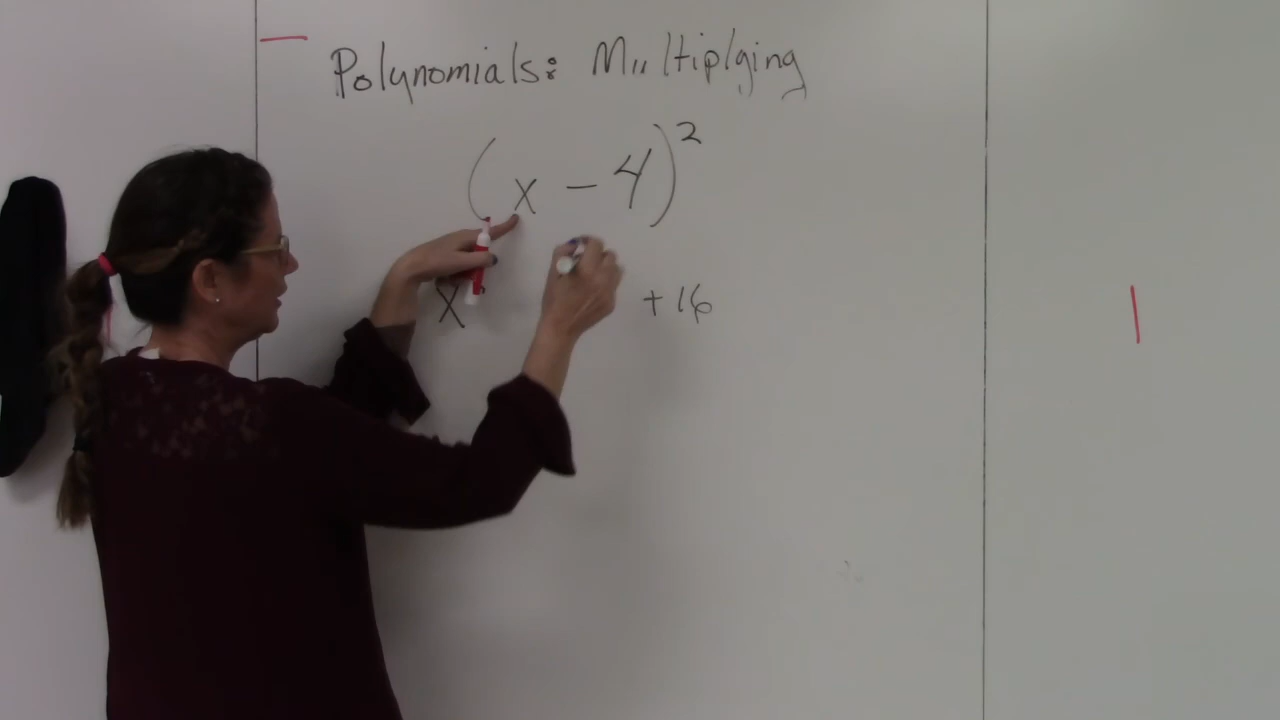 Polynomials: Multiplying
(x - 4)²
x + 16